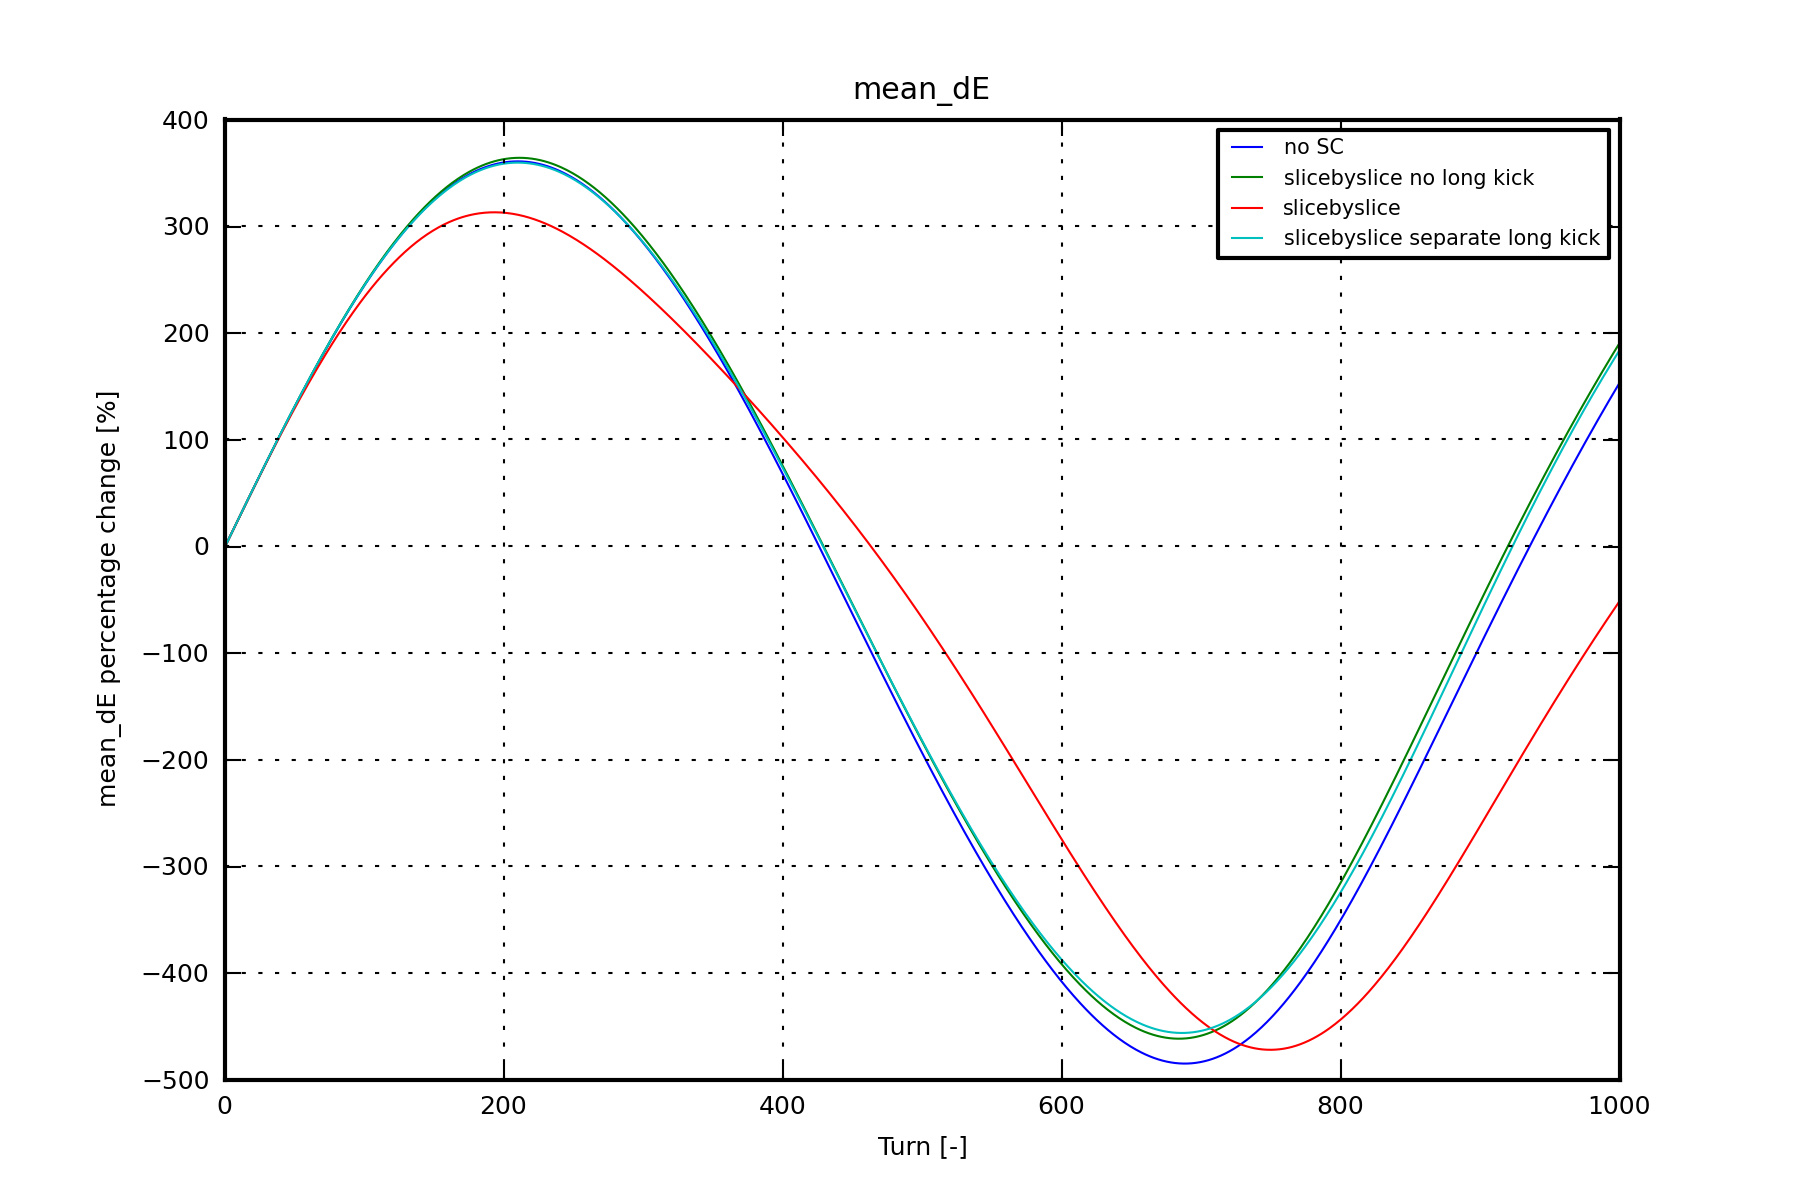 mean_dE
400
300
200
100
0
−100
−200
−300
−400
−500
mean_dE percentage change [%]
no SC
slicebyslice no long kick
slicebyslice
slicebyslice separate long kick
0 200 400 600 800 1000
Turn [-]